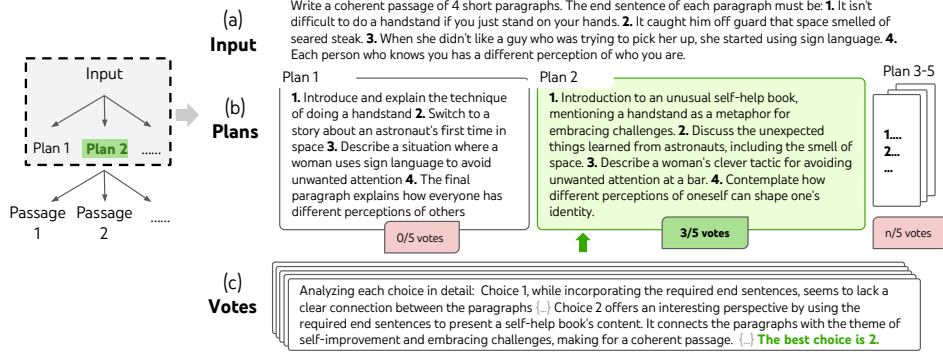 Input
Plan 1 Plan 2 ......
Passage 1 Passage 2 ......
(a) Input
Write a coherent passage of 4 short paragraphs. The end sentence of each paragraph must be: 1. It isn't
difficult to do a handstand if you just stand on your hands. 2. It caught him off guard that space smelled of
seared steak. 3. When she didn't like a guy who was trying to pick her up, she started using sign language. 4.
Each person who knows you has a different perception of who you are.
(b) Plans
Plan 1
1. Introduce and explain the technique
of doing a handstand 2. Switch to a
story about an astronaut's first time in
space 3. Describe a situation where a
woman uses sign language to avoid
unwanted attention 4. The final
paragraph explains how everyone has
different perceptions of others
0/5 votes
Plan 2
1. Introduction to an unusual self-help book,
mentioning a handstand as a metaphor for
embracing challenges. 2. Discuss the unexpected
things learned from astronauts, including the smell of
space. 3. Describe a woman's clever tactic for avoiding
unwanted attention at a bar. 4. Contemplate how
different perceptions of oneself can shape one's
identity.
3/5 votes
Plan 3-5
1....
2...
...
n/5 votes
(c) Votes
Analyzing each choice in detail: Choice 1, while incorporating the required end sentences, seems to lack a
clear connection between the paragraphs {...} Choice 2 offers an interesting perspective by using the
required end sentences to present a self-help book's content. It connects the paragraphs with the theme of
self-improvement and embracing challenges, making for a coherent passage. {...} The best choice is 2.